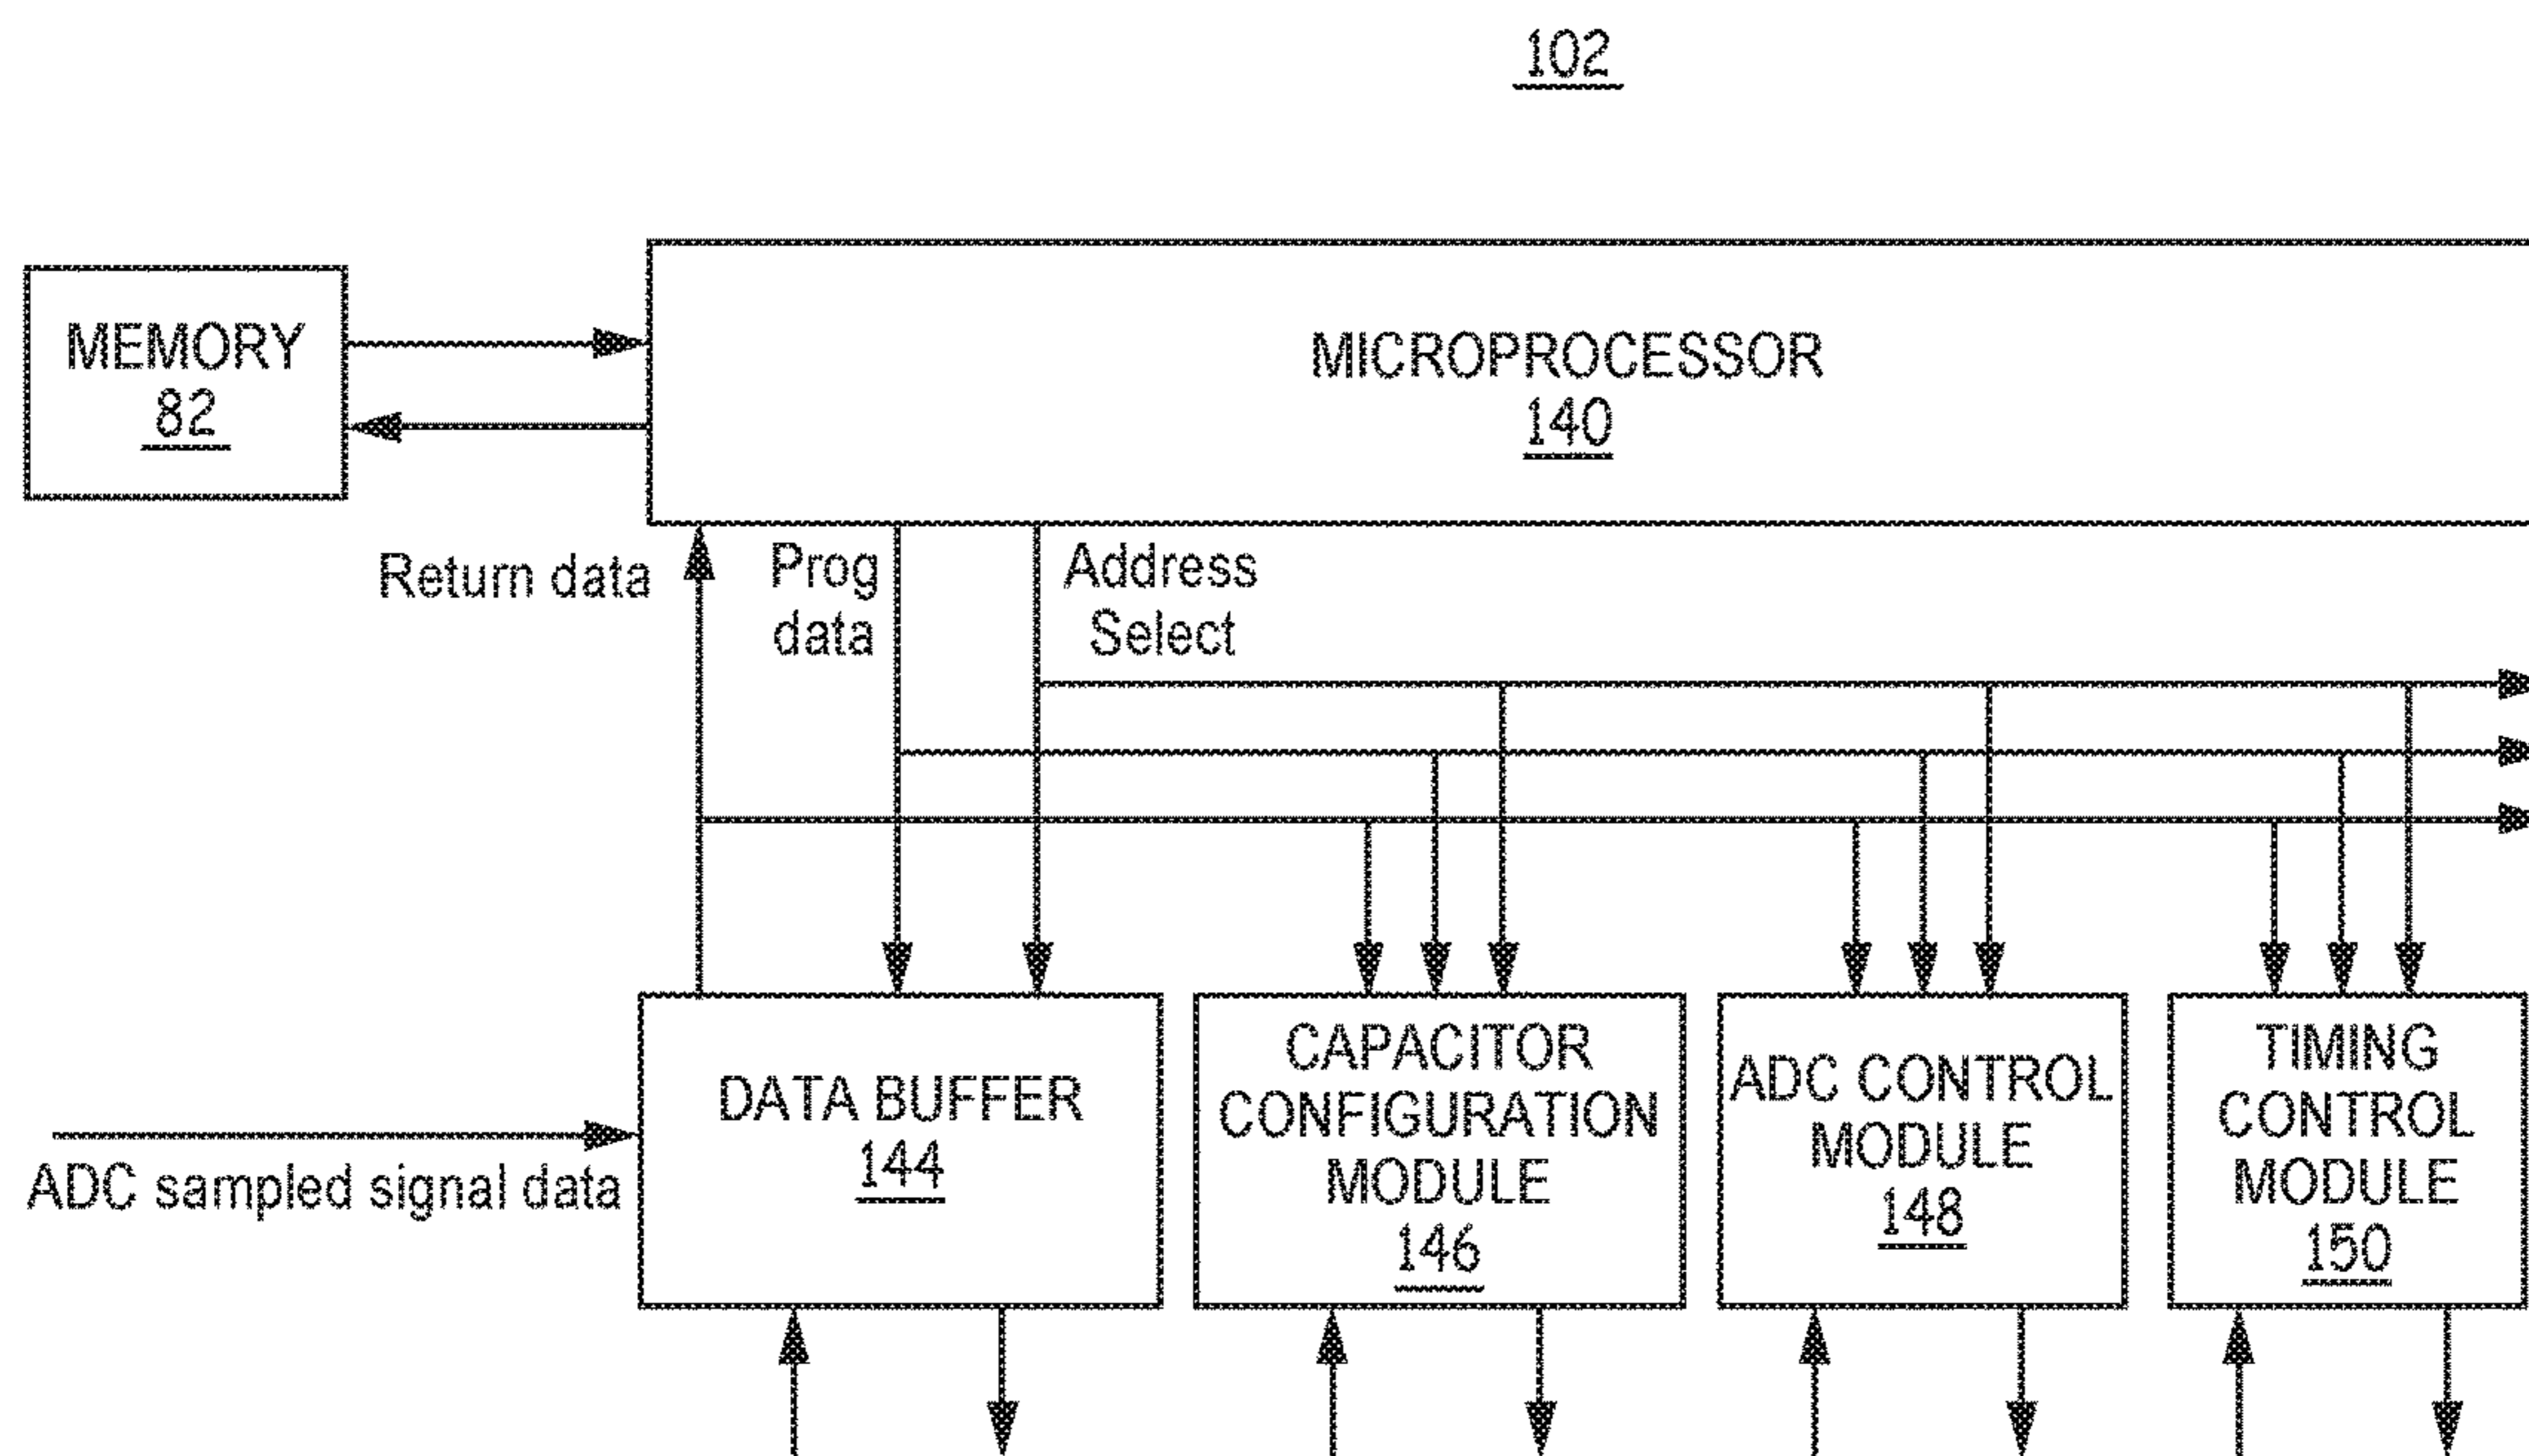 102
MEMORY
82
MICROPROCESSOR
140
Return data
Prog
data
Address
Select
DATA BUFFER
144
CAPACITOR
CONFIGURATION
MODULE
146
ADC CONTROL
MODULE
148
TIMING
CONTROL
MODULE
150
ADC sampled signal data